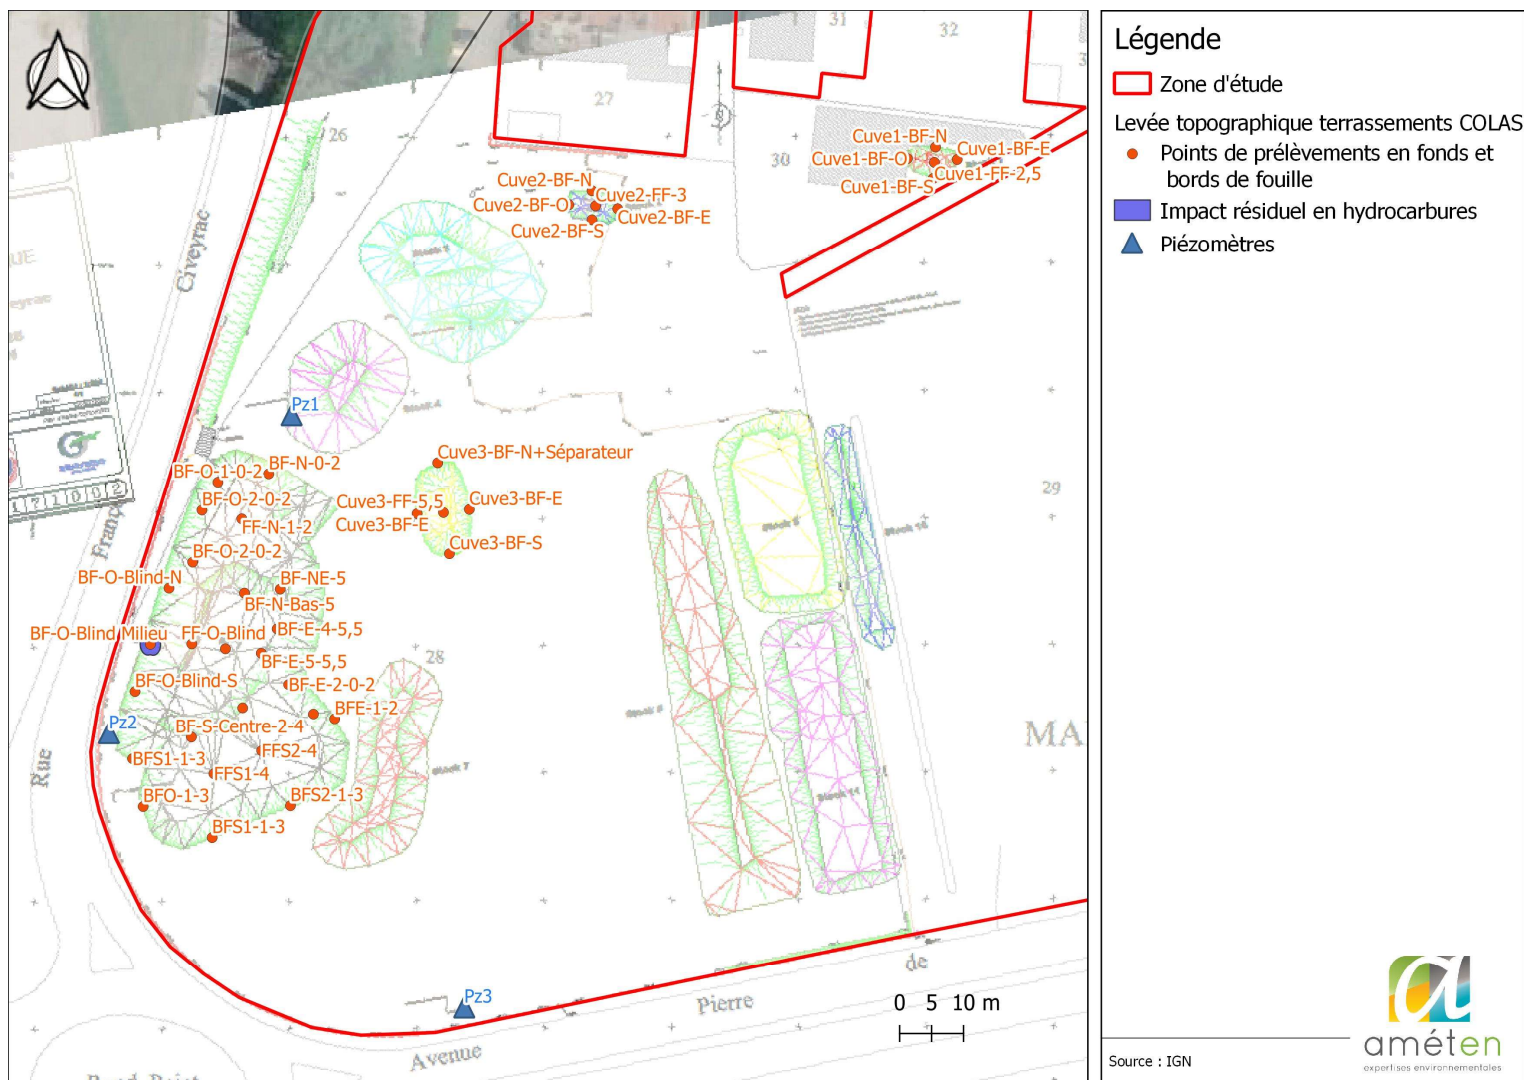 Légende
Zone d'étude
Levée topographique terrassements COLAS
Points de prélèvements en fonds et
bords de fouille
Impact résiduel en hydrocarbures
Piézomètres
31
32
27
26
30
29
28
Cuve1-BF-N
Cuve1-BF-O
Cuve1-BF-E
Cuve1-FF-2,5
Cuve1-BF-S
Cuve2-BF-N
Cuve2-FF-3
Cuve2-BF-O
Cuve2-BF-E
Cuve2-BF-S
Civeyrac
Pz1
Cuve3-BF-N+Séparateur
Cuve3-FF-5,5
Cuve3-BF-E
Cuve3-BF-E
Cuve3-BF-S
BF-O-1-0-2
BF-N-0-2
BF-O-2-0-2
FF-N-1-2
BF-O-2-0-2
BF-O-Blind-N
BF-NE-5
BF-N-Bas-5
BF-O-Blind Milieu
FF-O-Blind
BF-E-4-5,5
BF-E-5-5,5
BF-O-Blind-S
BF-E-2-0-2
BFE-1-2
Pz2
BF-S-Centre-2-4
BFS1-1-3
FFS2-4
FFS1-4
BFO-1-3
BFS2-1-3
BFS1-1-3
Rue
MA
Pz3
Avenue
Pierre
de
0 5 10 m
Source : IGN
améten
expertises environnementales